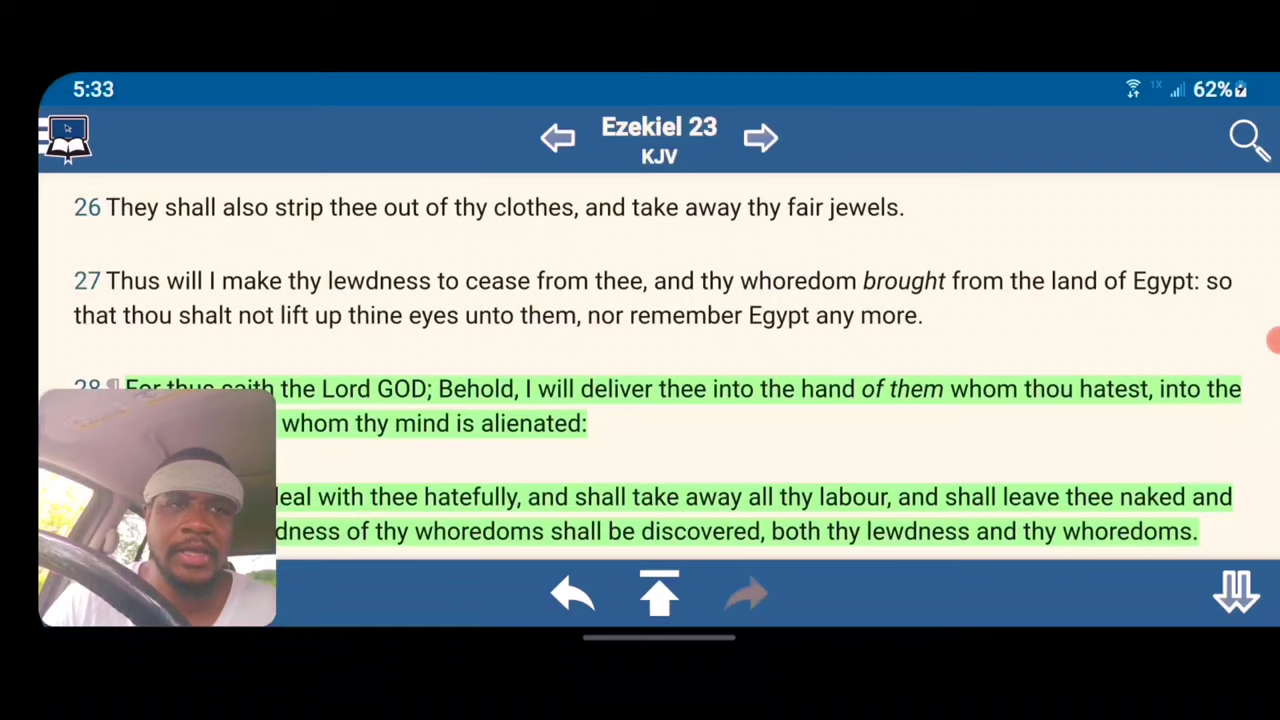 5:33
1X
62%
Ezekiel 23
KJV
26 They shall also strip thee out of thy clothes, and take away thy fair jewels.
27 Thus will I make thy lewdness to cease from thee, and thy whoredom brought from the land of Egypt: so
that thou shalt not lift up thine eyes unto them, nor remember Egypt any more.
28 ¶ For thus saith the Lord GOD; Behold, I will deliver thee into the hand of them whom thou hatest, into the
whom thy mind is alienated:
deal with thee hatefully, and shall take away all thy labour, and shall leave thee naked and
of thy whoredoms shall be discovered, both thy lewdness and thy whoredoms.